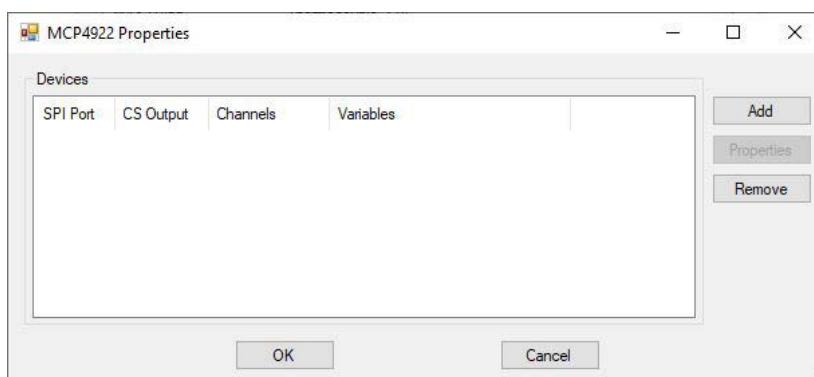 MCP4922 Properties
Devices
SPI Port CS Output Channels Variables
Add
Properties
Remove
OK Cancel